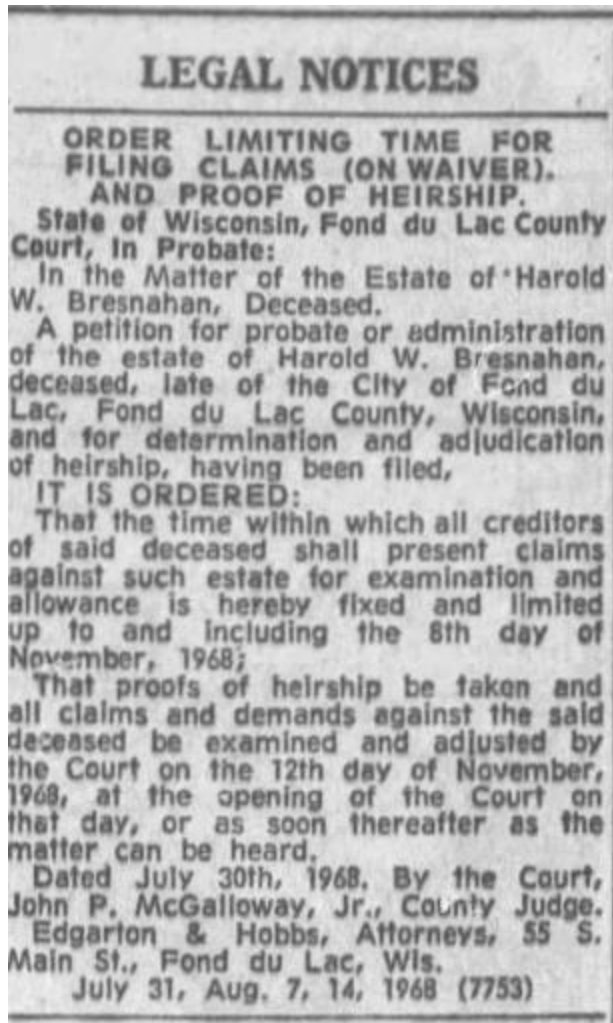 LEGAL NOTICES
ORDER LIMITING TIME FOR
FILING CLAIMS (ON WAIVER).
AND PROOF OF HEIRSHIP.
State of Wisconsin, Fond du Lac County
Court, In Probate:
In the Matter of the Estate of Harold
W. Bresnahan, Deceased.
A petition for probate or administration
of the estate of Harold W. Bresnahan,
deceased, late of the City of Fond du
Lac, Fond du Lac County, Wisconsin,
and for determination and adjudication
of heirship, having been filed,
IT IS ORDERED:
That the time within which all creditors
of said deceased shall present claims
against such estate for examination and
allowance is hereby fixed and limited
up to and including the 8th day of
November, 1968;
That proofs of heirship be taken and
all claims and demands against the said
deceased be examined and adjusted by
the Court on the 12th day of November,
1968, at the opening of the Court on
that day, or as soon thereafter as the
matter can be heard.
Dated July 30th, 1968. By the Court,
John P. McGalloway, Jr., County Judge.
Edgarton & Hobbs, Attorneys, 55 S.
Main St., Fond du Lac, Wis.
July 31, Aug. 7, 14, 1968 (7753)